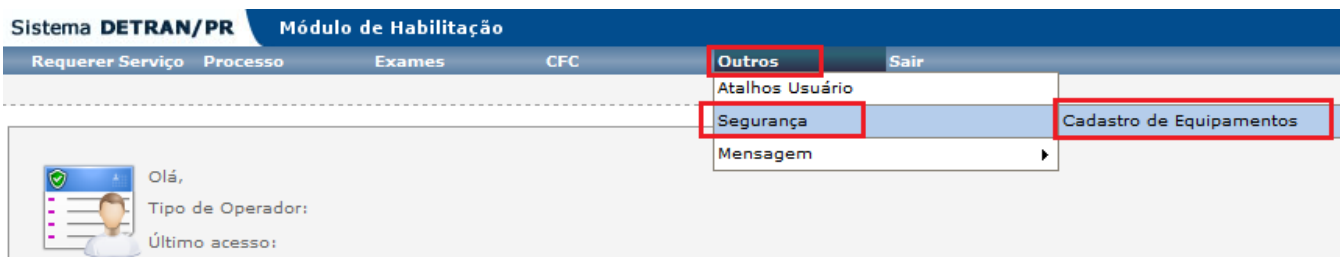 Sistema DETRAN/PR Módulo de Habilitação
Requerer Serviço Processo Exames CFC Outros Sair
Atalhos Usuário
Segurança Cadastro de Equipamentos
Mensagem
Olá,
Tipo de Operador:
Último acesso: